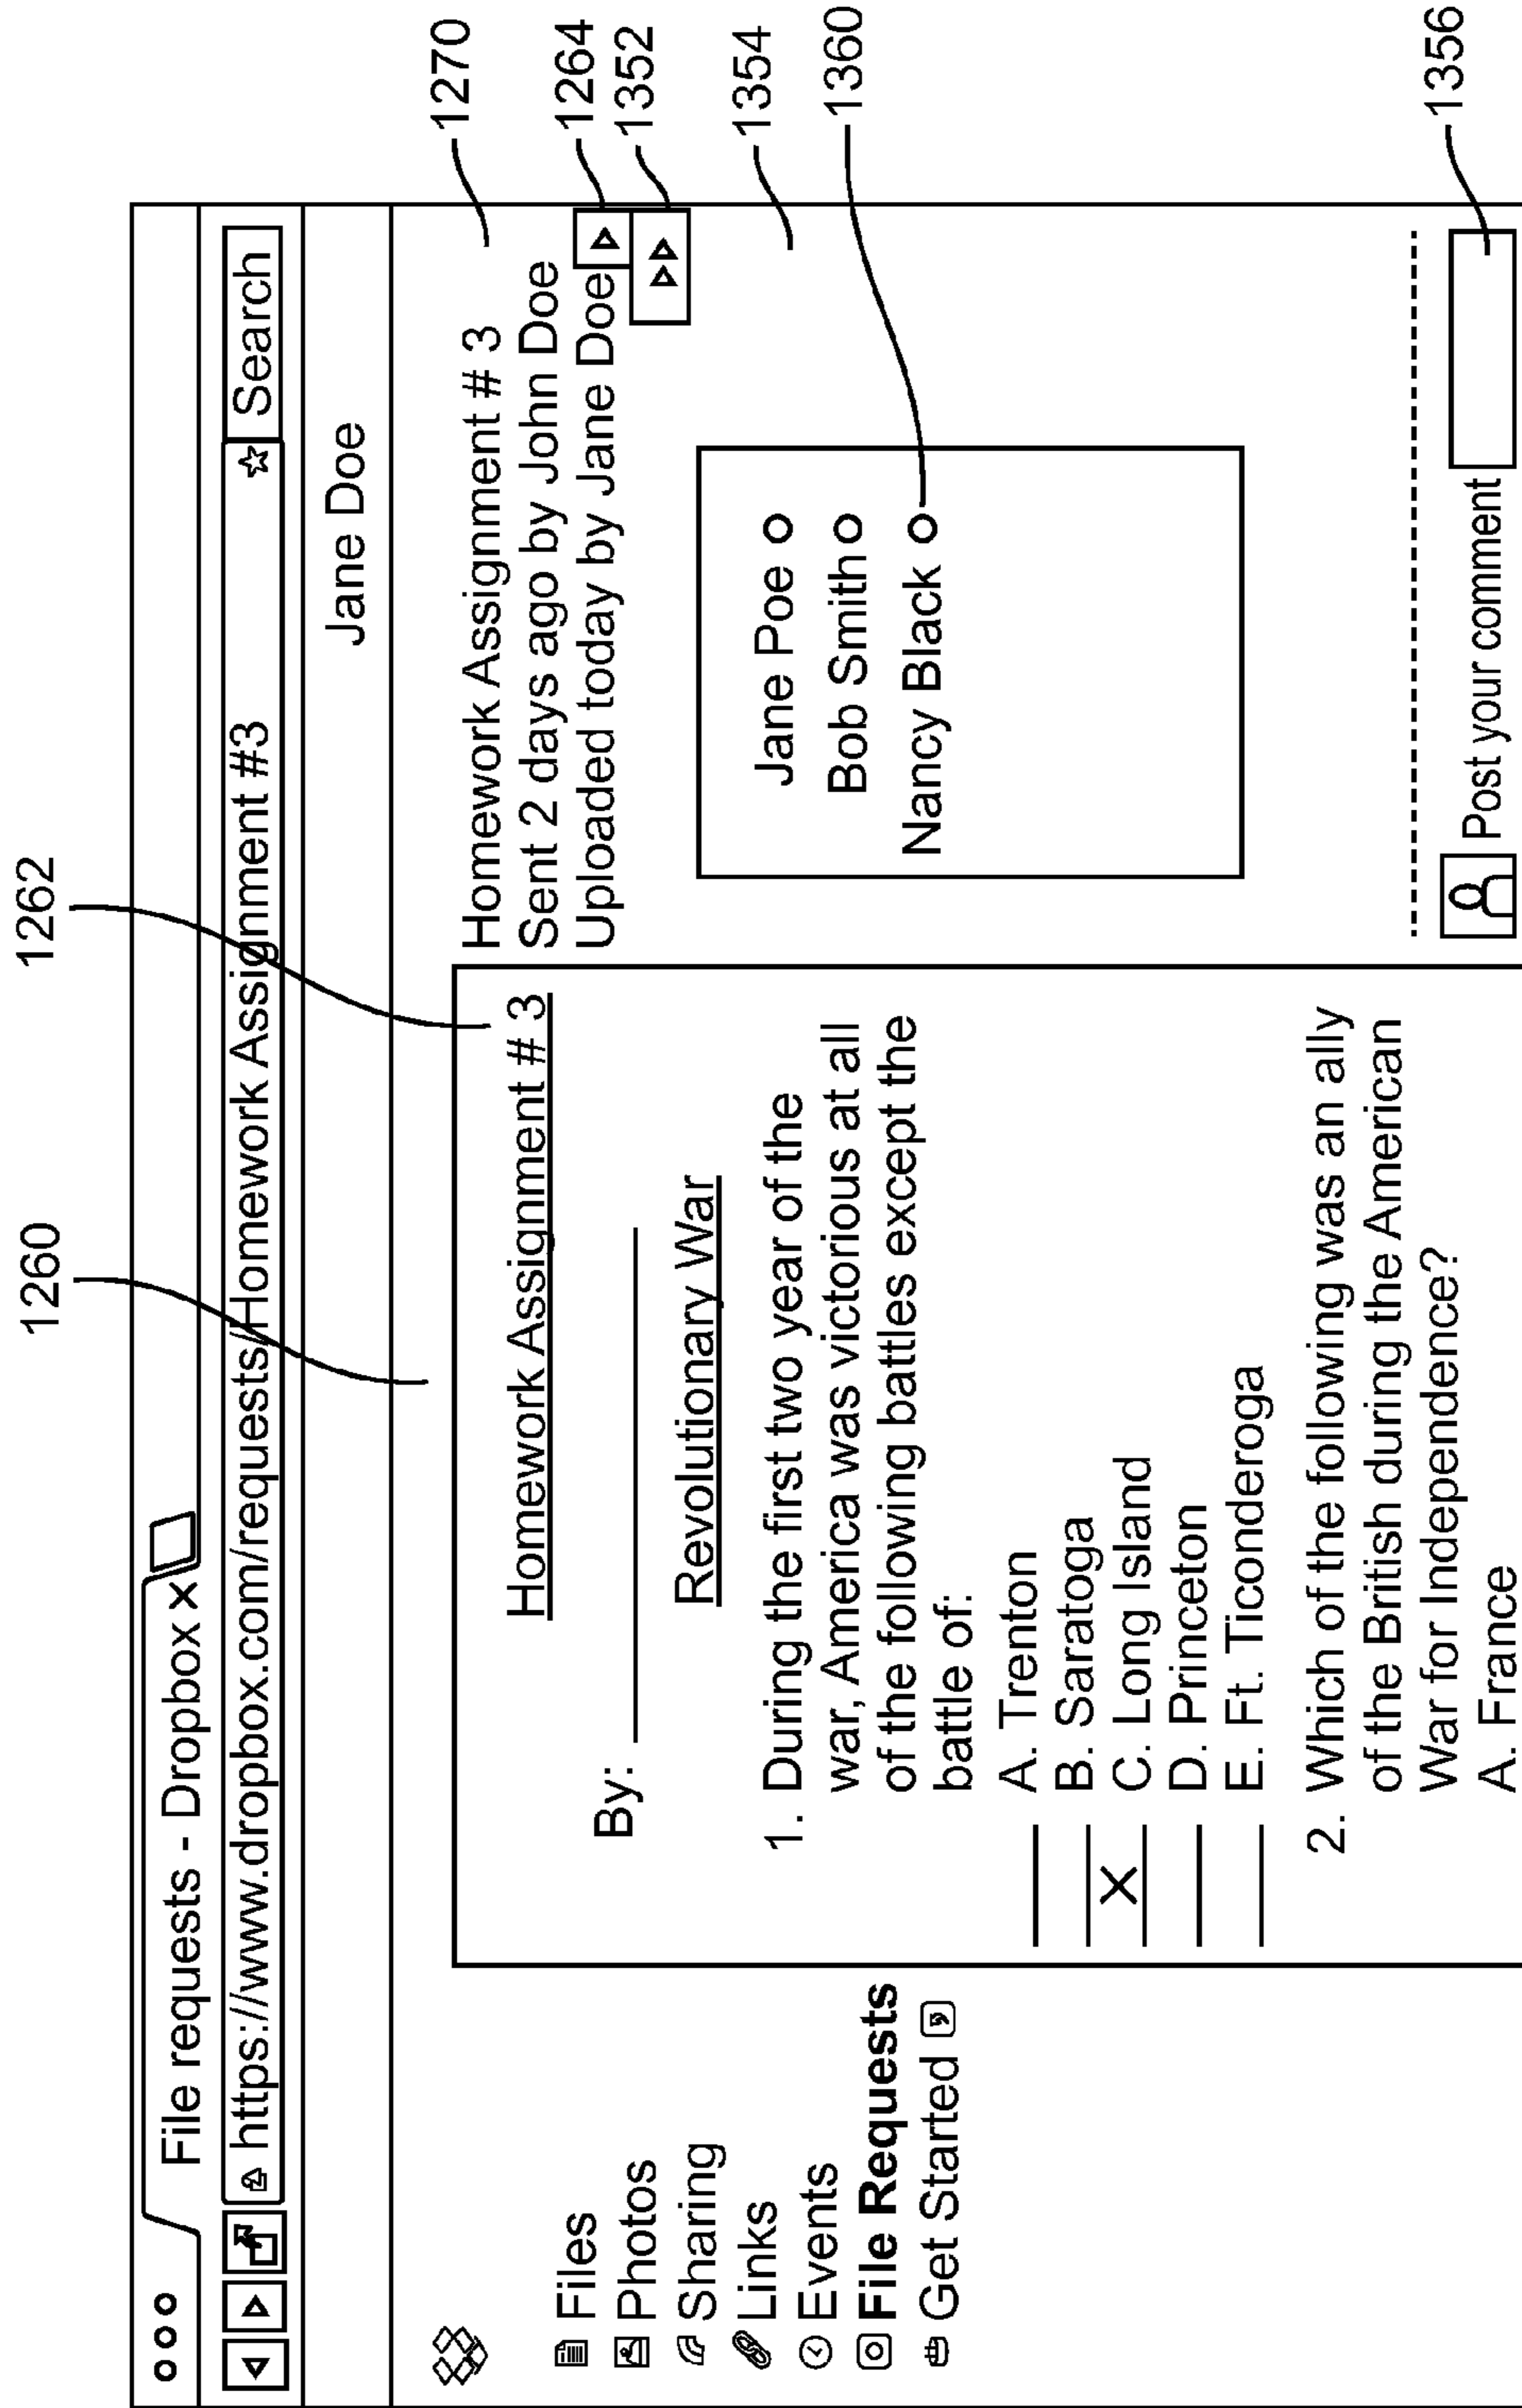 1260
1262
File requests - Dropbox X
https://www.dropbox.com/requests/Homework Assignment #3
Search
Jane Doe
Files
Photos
Sharing
Links
Events
File Requests
Get Started
Homework Assignment # 3
By:
Revolutionary War
1. During the first two year of the
war, America was victorious at all
of the following battles except the
battle of:
A. Trenton
B. Saratoga
X C. Long Island
D. Princeton
E. Ft. Ticonderoga
2. Which of the following was an ally
of the British during the American
War for Independence?
A. France
Homework Assignment # 3
Sent 2 days ago by John Doe
Uploaded today by Jane Doe
Jane Poe
Bob Smith
Nancy Black
Post your comment
1270
1264
1352
1354
1360
1356